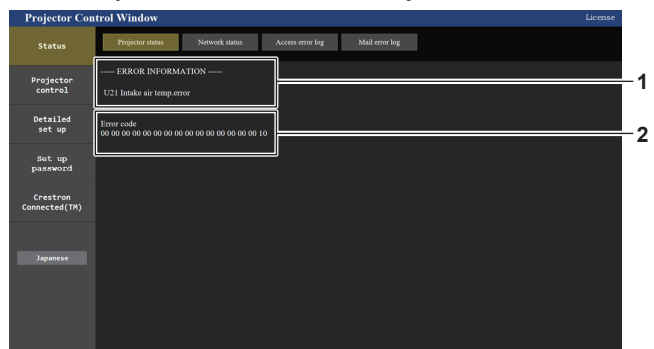 Projector Control Window
License
Status
Projector status
Network status
Access error log
Mail error log
----- ERROR INFORMATION -----
U21 Intake air temp.error
1
Projector
control
Error code
00 00 00 00 00 00 00 00 00 00 00 00 00 00 00 10
2
Detailed
set up
Set up
password
Crestron
Connected(TM)
Japanese